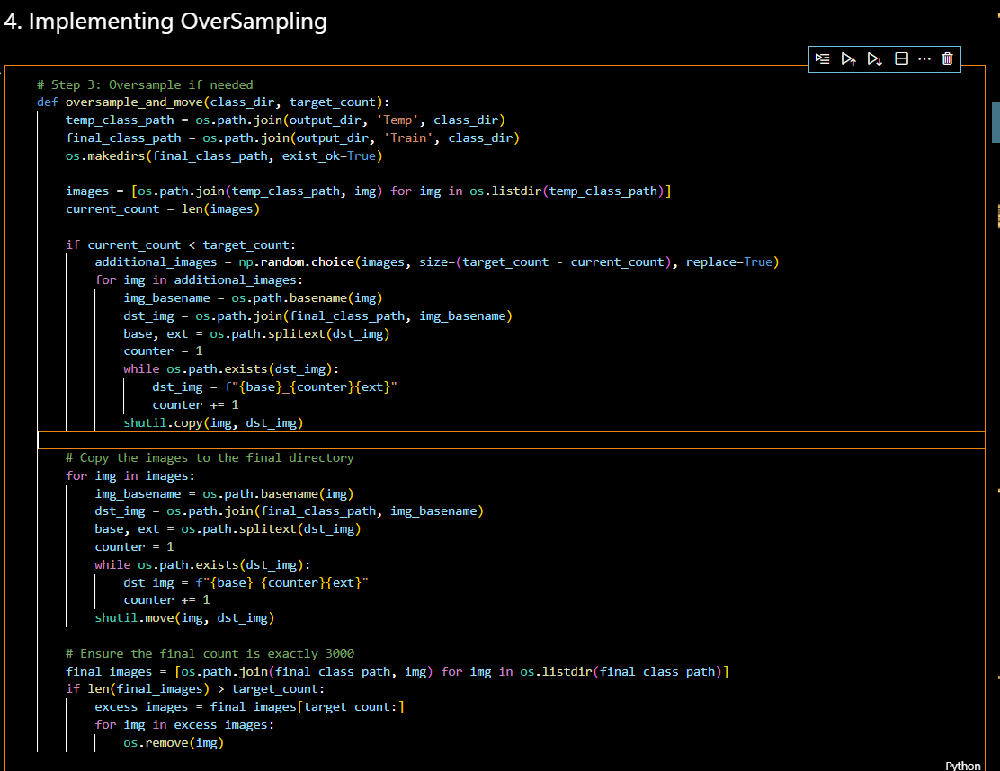 4. Implementing OverSampling
# Step 3: Oversample if needed
def oversample_and_move(class_dir, target_count):
    temp_class_path = os.path.join(output_dir, 'Temp', class_dir)
    final_class_path = os.path.join(output_dir, 'Train', class_dir)
    os.makedirs(final_class_path, exist_ok=True)

    images = [os.path.join(temp_class_path, img) for img in os.listdir(temp_class_path)]
    current_count = len(images)

    if current_count < target_count:
        additional_images = np.random.choice(images, size=(target_count - current_count), replace=True)
        for img in additional_images:
            img_basename = os.path.basename(img)
            dst_img = os.path.join(final_class_path, img_basename)
            base, ext = os.path.splitext(dst_img)
            counter = 1
            while os.path.exists(dst_img):
                dst_img = f"{base}_{counter}{ext}"
                counter += 1
            shutil.copy(img, dst_img)

    # Copy the images to the final directory
    for img in images:
        img_basename = os.path.basename(img)
        dst_img = os.path.join(final_class_path, img_basename)
        base, ext = os.path.splitext(dst_img)
        counter = 1
        while os.path.exists(dst_img):
            dst_img = f"{base}_{counter}{ext}"
            counter += 1
        shutil.move(img, dst_img)

    # Ensure the final count is exactly 3000
    final_images = [os.path.join(final_class_path, img) for img in os.listdir(final_class_path)]
    if len(final_images) > target_count:
        excess_images = final_images[target_count:]
        for img in excess_images:
            os.remove(img)
Python